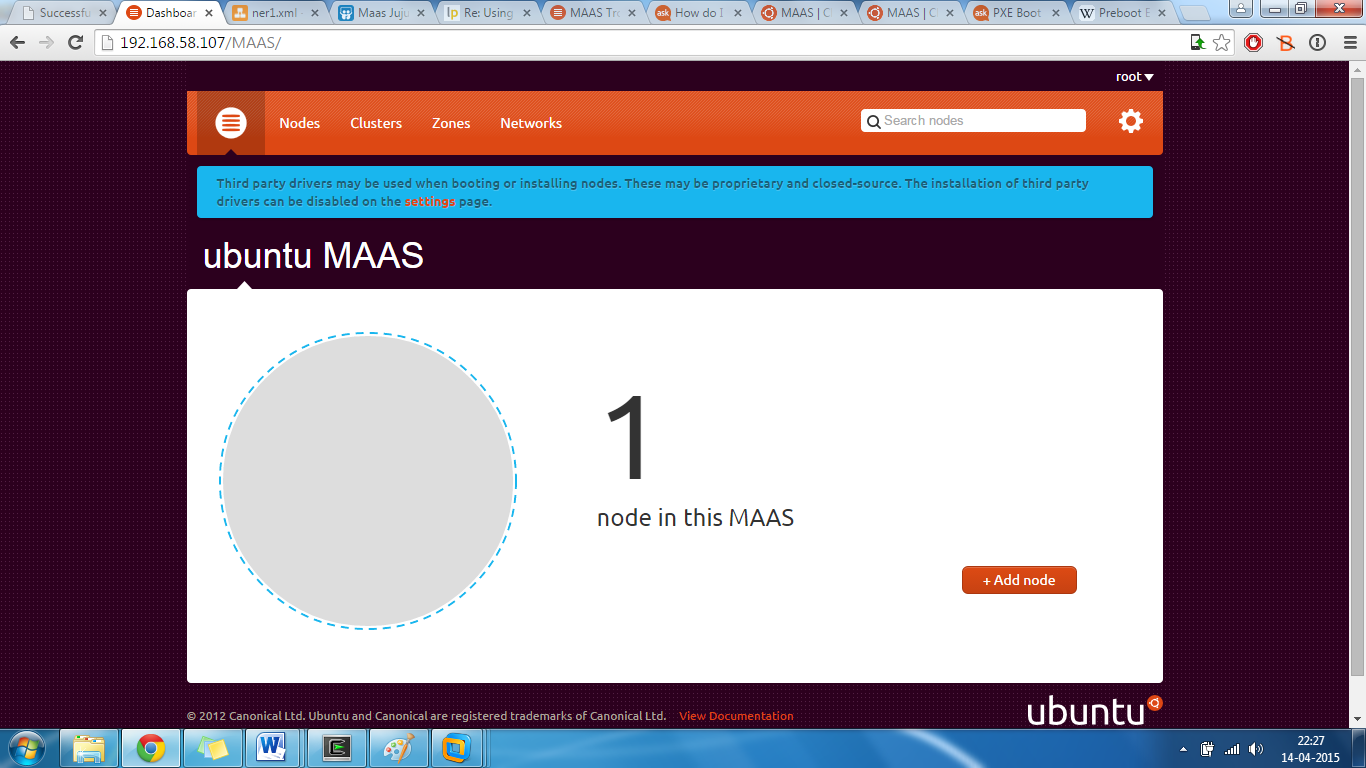 Successfu
Dashboar
ner1.xml
Maas Juju
Re: Using
MAAS Tro
How do I
MAAS | C
MAAS | C
PXE Boot
Preboot E
192.168.58.107/MAAS/
root
Nodes Clusters Zones Networks
Search nodes
Third party drivers may be used when booting or installing nodes. These may be proprietary and closed-source. The installation of third party
drivers can be disabled on the settings page.
ubuntu MAAS
1
node in this MAAS
+ Add node
© 2012 Canonical Ltd. Ubuntu and Canonical are registered trademarks of Canonical Ltd. View Documentation
ubuntu
22:27
14-04-2015